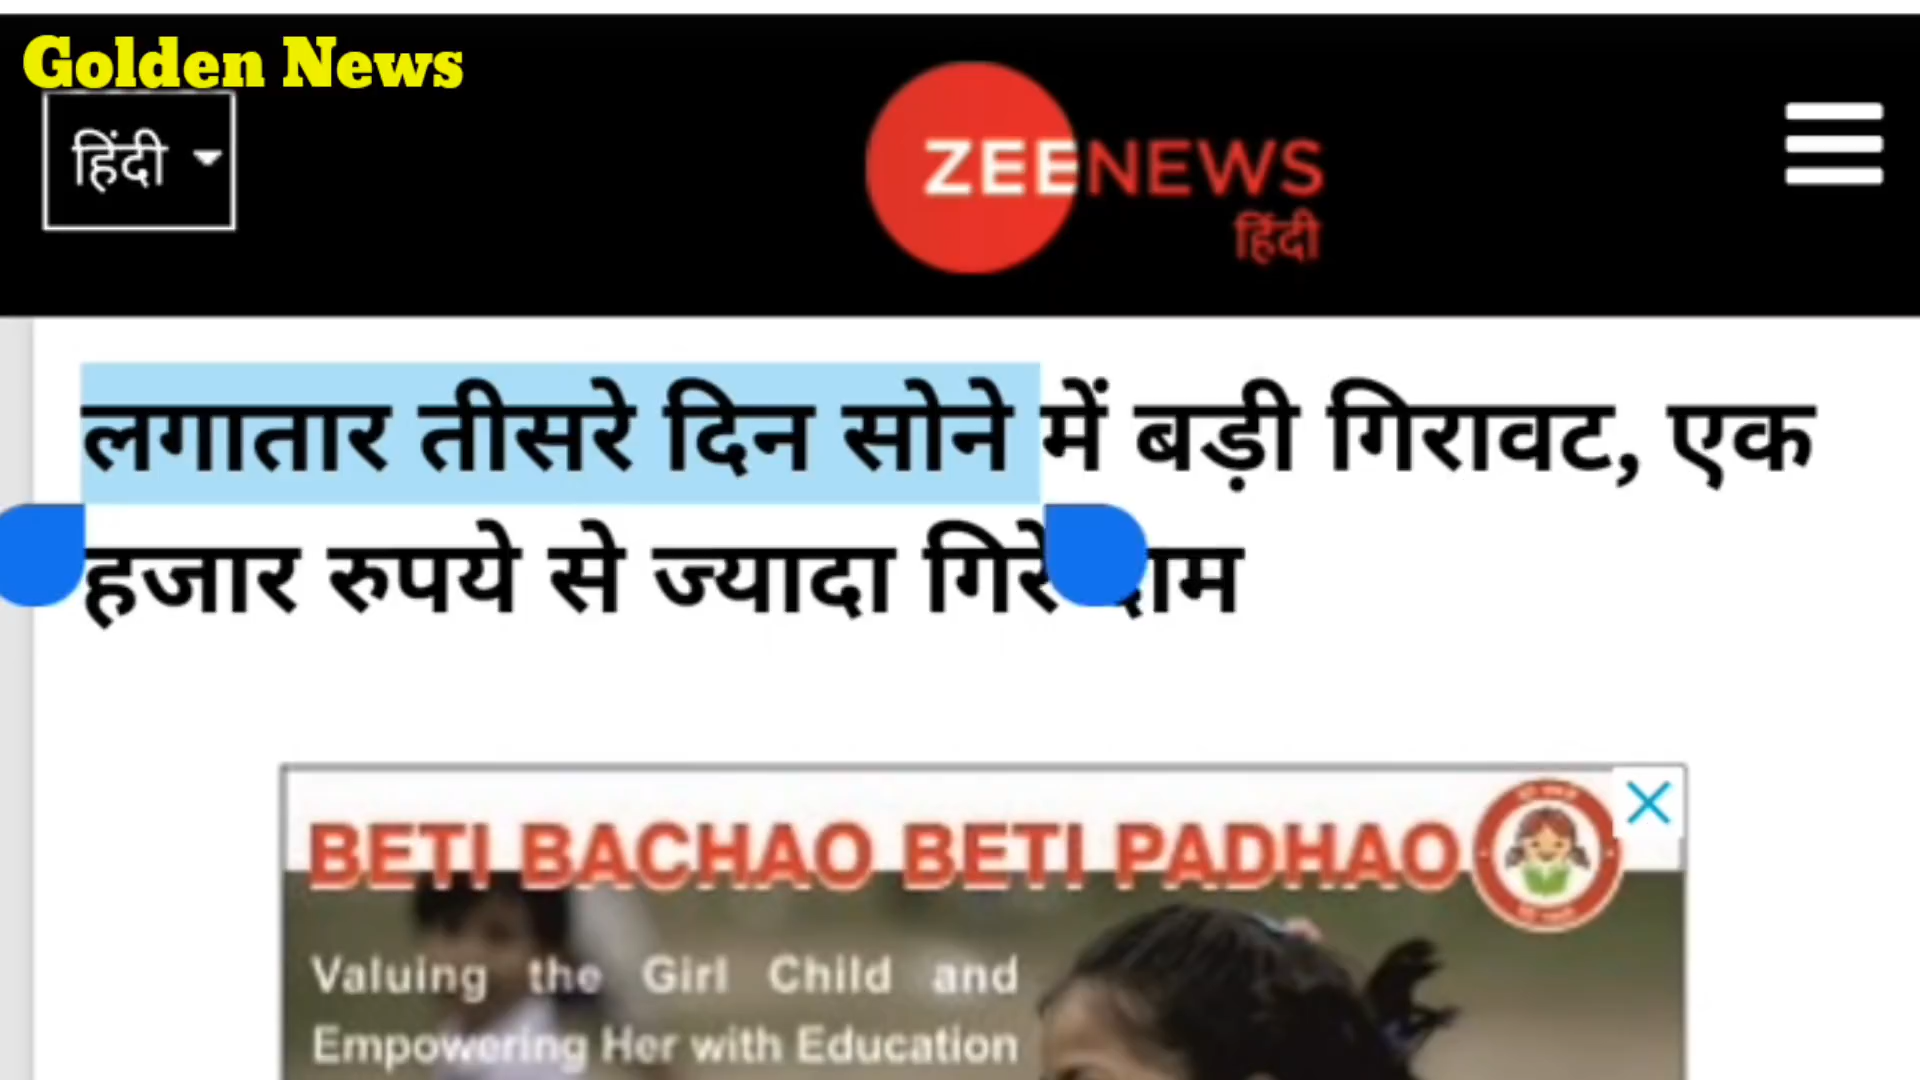 Golden News
हिंदी
ZEENEWS
हिंदी
लगातार तीसरे दिन सोने में बड़ी गिरावट, एक
हजार रुपये से ज्यादा गिरे दाम
BETI BACHAO BETI PADHAO
Valuing the Girl Child and
Empowering Her with Education